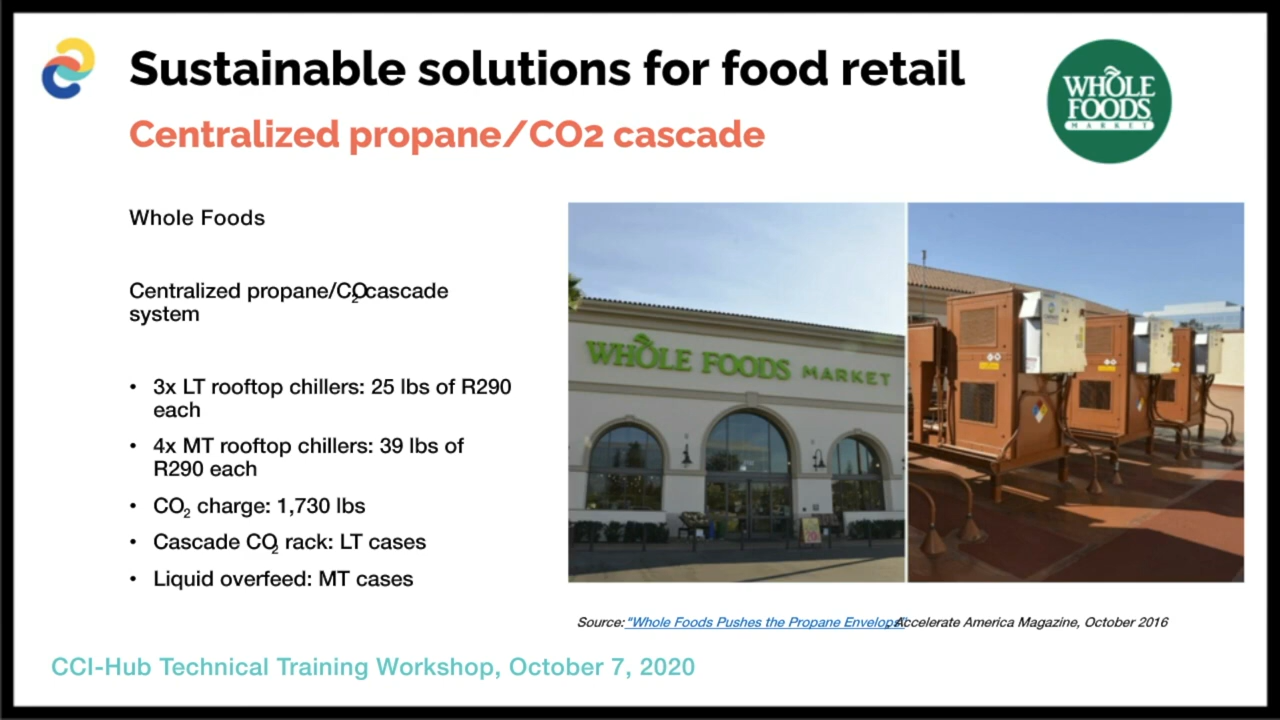 Sustainable solutions for food retail
WHOLE
FOODS
MARKET
Centralized propane/CO2 cascade
Whole Foods
Centralized propane/CO₂ cascade
system
• 3x LT rooftop chillers: 25 lbs of R290
each
• 4x MT rooftop chillers: 39 lbs of
R290 each
• CO₂ charge: 1,730 lbs
• Cascade CO₂ rack: LT cases
• Liquid overfeed: MT cases
WHOLE FOODS MARKET
Source: "Whole Foods Pushes the Propane Envelope", Accelerate America Magazine, October 2016
CCI-Hub Technical Training Workshop, October 7, 2020